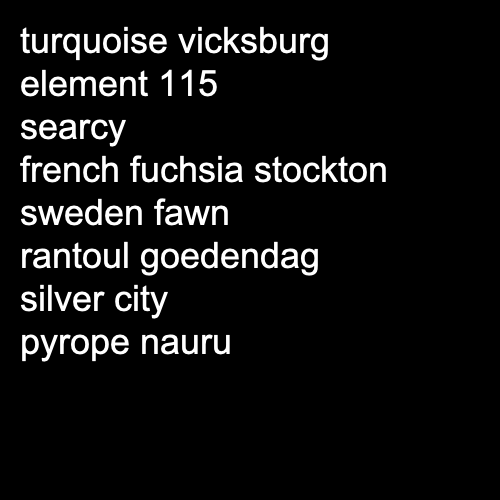 turquoise vicksburg
element 115
searcy
french fuchsia stockton
sweden fawn
rantoul goedendag
silver city
pyrope nauru